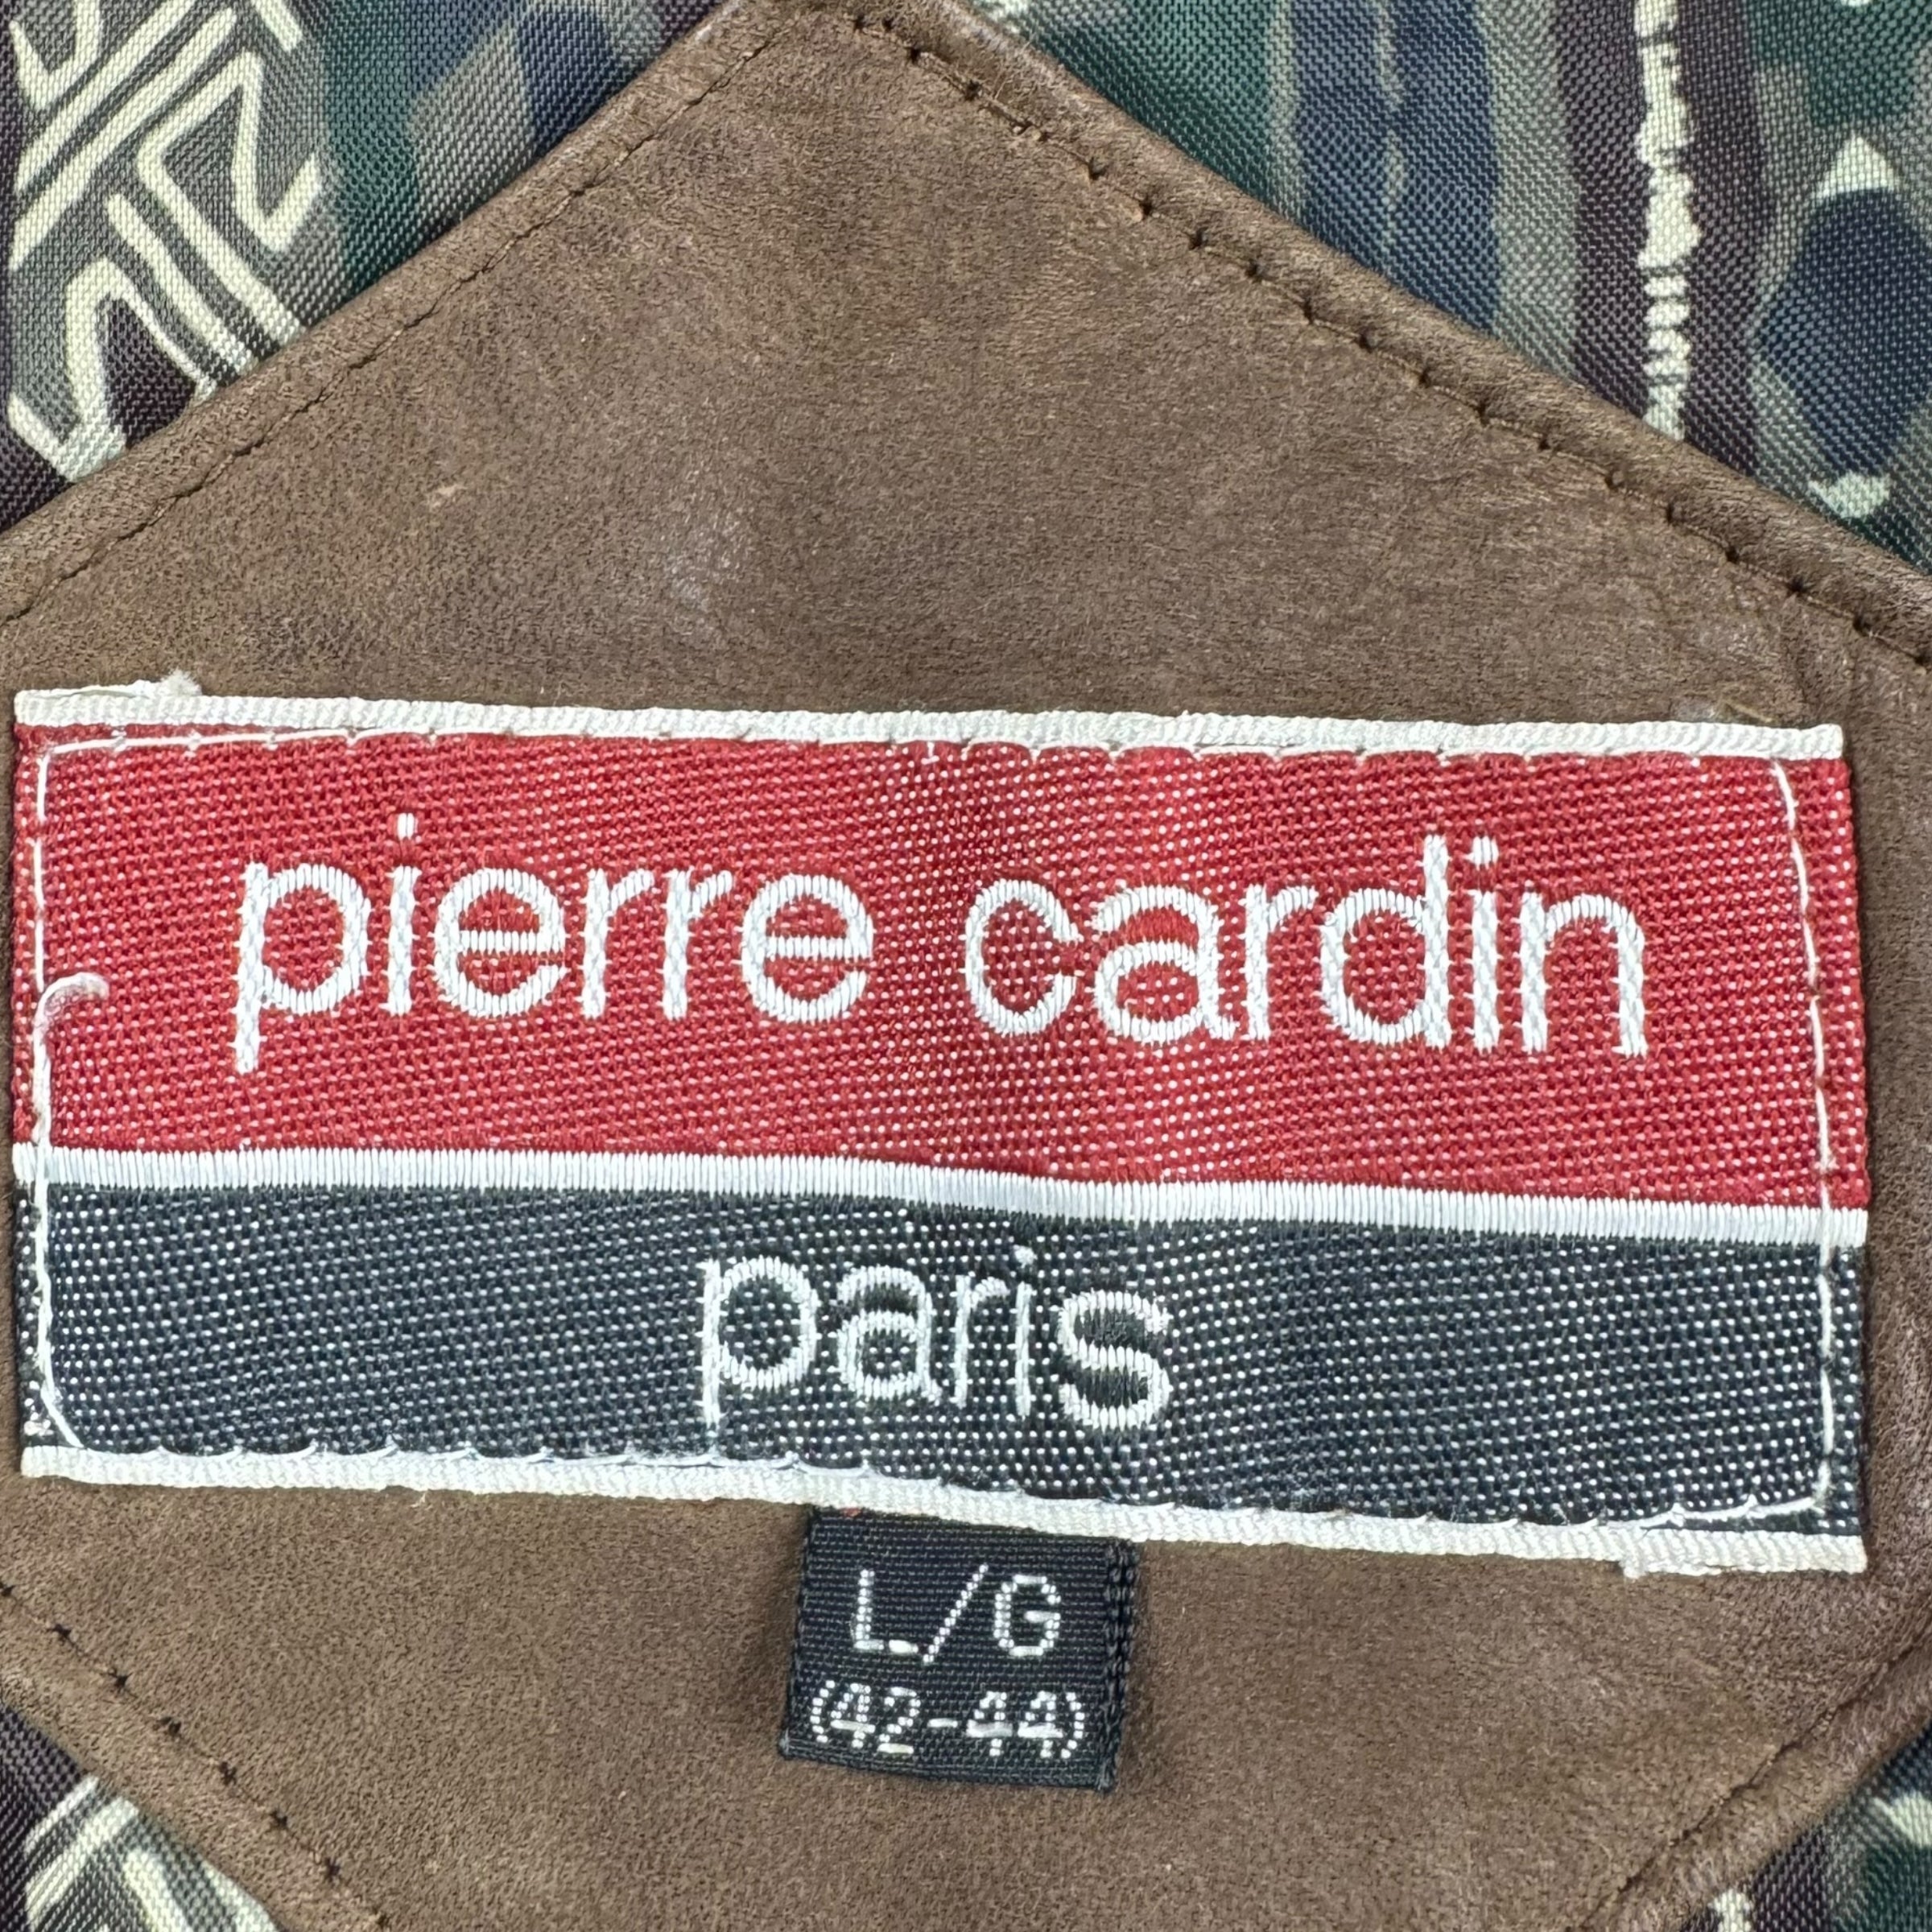 pierre cardin
paris
L/G
(42-44)